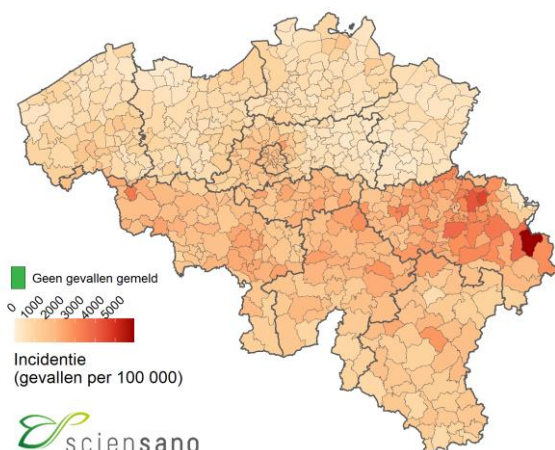 Geen gevallen gemeld
0 1000 2000 3000 4000 5000
Incidentie
(gevallen per 100 000)
sciensano